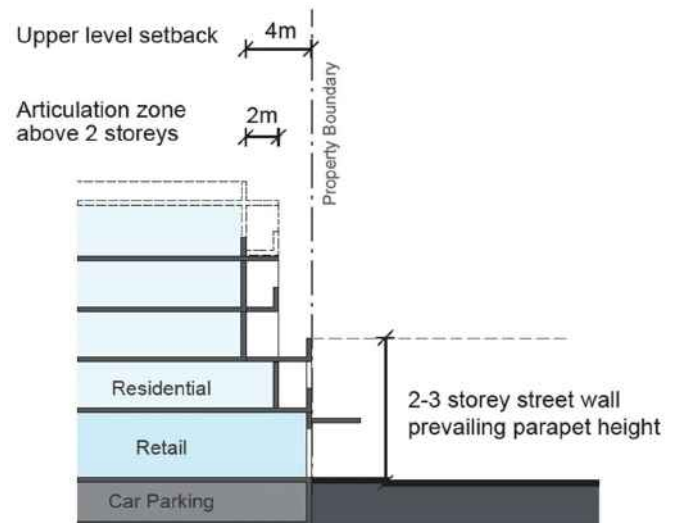 Upper level setback
4m
Articulation zone
above 2 storeys
2m
Property Boundary
Residential
Retail
Car Parking
2-3 storey street wall
prevailing parapet height